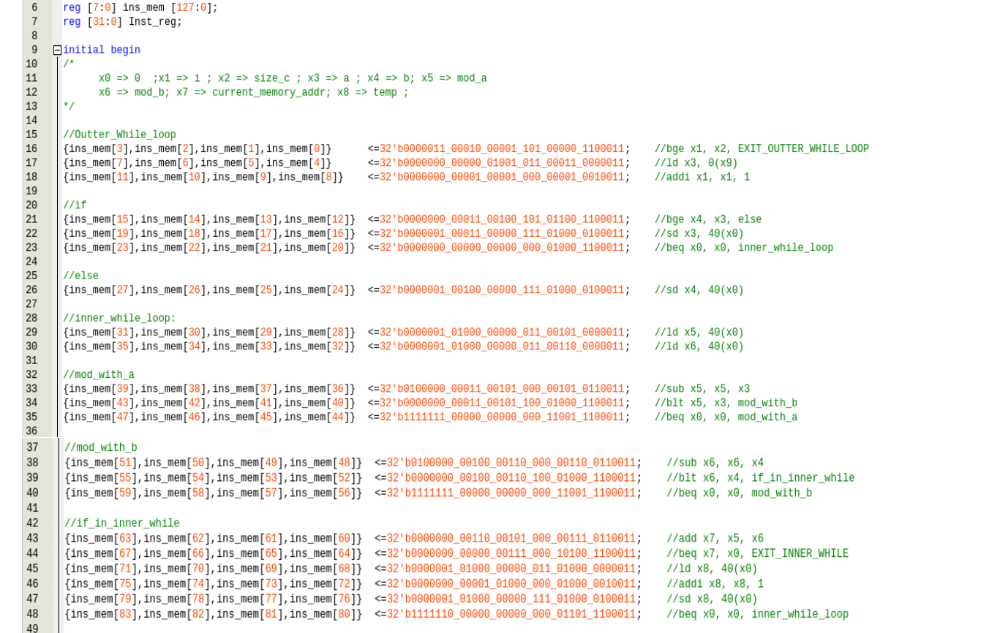 6 reg [7:0] ins_mem [127:0];
7 reg [31:0] Inst_reg;
8
9 initial begin
10 /*
11 x0 => 0 ;x1 => i ; x2 => size_c ; x3 => a ; x4 => b; x5 => mod_a
12 x6 => mod_b; x7 => current_memory_addr; x8 => temp ;
13 */
14
15 //Outter_While_loop
16 {ins_mem[3],ins_mem[2],ins_mem[1],ins_mem[0]} <=32'b0000011_00010_00001_101_00000_1100011; //bge x1, x2, EXIT_OUTTER_WHILE_LOOP
17 {ins_mem[7],ins_mem[6],ins_mem[5],ins_mem[4]} <=32'b0000000_00000_01001_011_00011_0000011; //ld x3, 0(x9)
18 {ins_mem[11],ins_mem[10],ins_mem[9],ins_mem[8]} <=32'b0000000_00001_00001_000_00001_0010011; //addi x1, x1, 1
19
20 //if
21 {ins_mem[15],ins_mem[14],ins_mem[13],ins_mem[12]} <=32'b0000000_00011_00100_101_01100_1100011; //bge x4, x3, else
22 {ins_mem[19],ins_mem[18],ins_mem[17],ins_mem[16]} <=32'b0000001_00011_00000_111_01000_0100011; //sd x3, 40(x0)
23 {ins_mem[23],ins_mem[22],ins_mem[21],ins_mem[20]} <=32'b0000000_00000_00000_000_01000_1100011; //beq x0, x0, inner_while_loop
24
25 //else
26 {ins_mem[27],ins_mem[26],ins_mem[25],ins_mem[24]} <=32'b0000001_00100_00000_111_01000_0100011; //sd x4, 40(x0)
27
28 //inner_while_loop:
29 {ins_mem[31],ins_mem[30],ins_mem[29],ins_mem[28]} <=32'b0000001_01000_00000_011_00101_0000011; //ld x5, 40(x0)
30 {ins_mem[35],ins_mem[34],ins_mem[33],ins_mem[32]} <=32'b0000001_01000_00000_011_00110_0000011; //ld x6, 40(x0)
31
32 //mod_with_a
33 {ins_mem[39],ins_mem[38],ins_mem[37],ins_mem[36]} <=32'b0100000_00011_00101_000_00101_0110011; //sub x5, x5, x3
34 {ins_mem[43],ins_mem[42],ins_mem[41],ins_mem[40]} <=32'b0000000_00011_00101_100_01000_1100011; //blt x5, x3, mod_with_b
35 {ins_mem[47],ins_mem[46],ins_mem[45],ins_mem[44]} <=32'b1111111_00000_00000_000_11001_1100011; //beq x0, x0, mod_with_a
36
37 //mod_with_b
38 {ins_mem[51],ins_mem[50],ins_mem[49],ins_mem[48]} <=32'b0100000_00100_00110_000_00110_0110011; //sub x6, x6, x4
39 {ins_mem[55],ins_mem[54],ins_mem[53],ins_mem[52]} <=32'b0000000_00100_00110_100_01000_1100011; //blt x6, x4, if_in_inner_while
40 {ins_mem[59],ins_mem[58],ins_mem[57],ins_mem[56]} <=32'b1111111_00000_00000_000_11001_1100011; //beq x0, x0, mod_with_b
41
42 //if_in_inner_while
43 {ins_mem[63],ins_mem[62],ins_mem[61],ins_mem[60]} <=32'b0000000_00110_00101_000_00111_0110011; //add x7, x5, x6
44 {ins_mem[67],ins_mem[66],ins_mem[65],ins_mem[64]} <=32'b0000000_00000_00111_000_10100_1100011; //beq x7, x0, EXIT_INNER_WHILE
45 {ins_mem[71],ins_mem[70],ins_mem[69],ins_mem[68]} <=32'b0000001_01000_00000_011_01000_0000011; //ld x8, 40(x0)
46 {ins_mem[75],ins_mem[74],ins_mem[73],ins_mem[72]} <=32'b0000000_00001_01000_000_01000_0010011; //addi x8, x8, 1
47 {ins_mem[79],ins_mem[78],ins_mem[77],ins_mem[76]} <=32'b0000001_01000_00000_111_01000_0100011; //sd x8, 40(x0)
48 {ins_mem[83],ins_mem[82],ins_mem[81],ins_mem[80]} <=32'b1111110_00000_00000_000_01101_1100011; //beq x0, x0, inner_while_loop
49